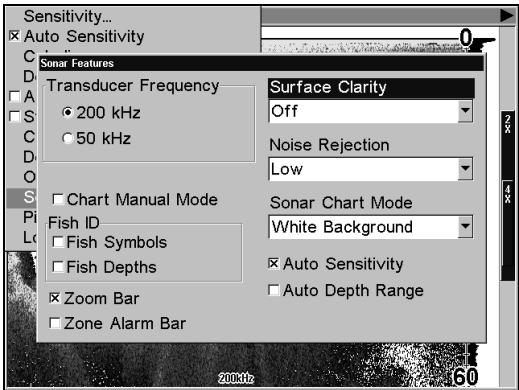 Sensitivity...
Auto Sensitivity
0
Sonar Features
Transducer Frequency
200 kHz
50 kHz
Chart Manual Mode
Fish ID
Fish Symbols
Fish Depths
Zoom Bar
Zone Alarm Bar
Surface Clarity
Off
Noise Rejection
Low
Sonar Chart Mode
White Background
Auto Sensitivity
Auto Depth Range
2X
4X
200kHz
60